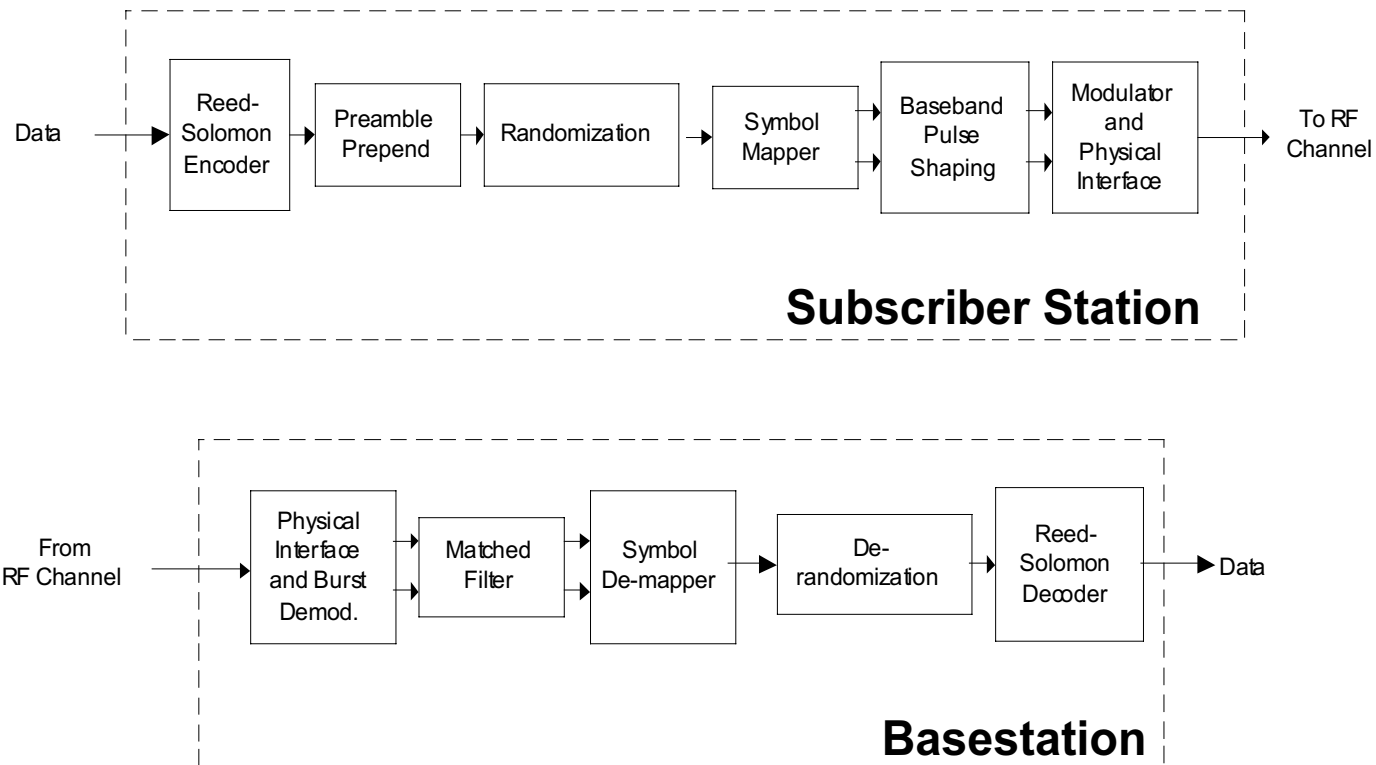 Data
Reed-
Solomon
Encoder
Preamble
Prepend
Randomization
Symbol
Mapper
Baseband
Pulse
Shaping
Modulator
and
Physical
Interface
To RF
Channel
Subscriber Station
From
RF Channel
Physical
Interface
and Burst
Demod.
Matched
Filter
Symbol
De-mapper
De-
randomization
Reed-
Solomon
Decoder
Data
Basestation